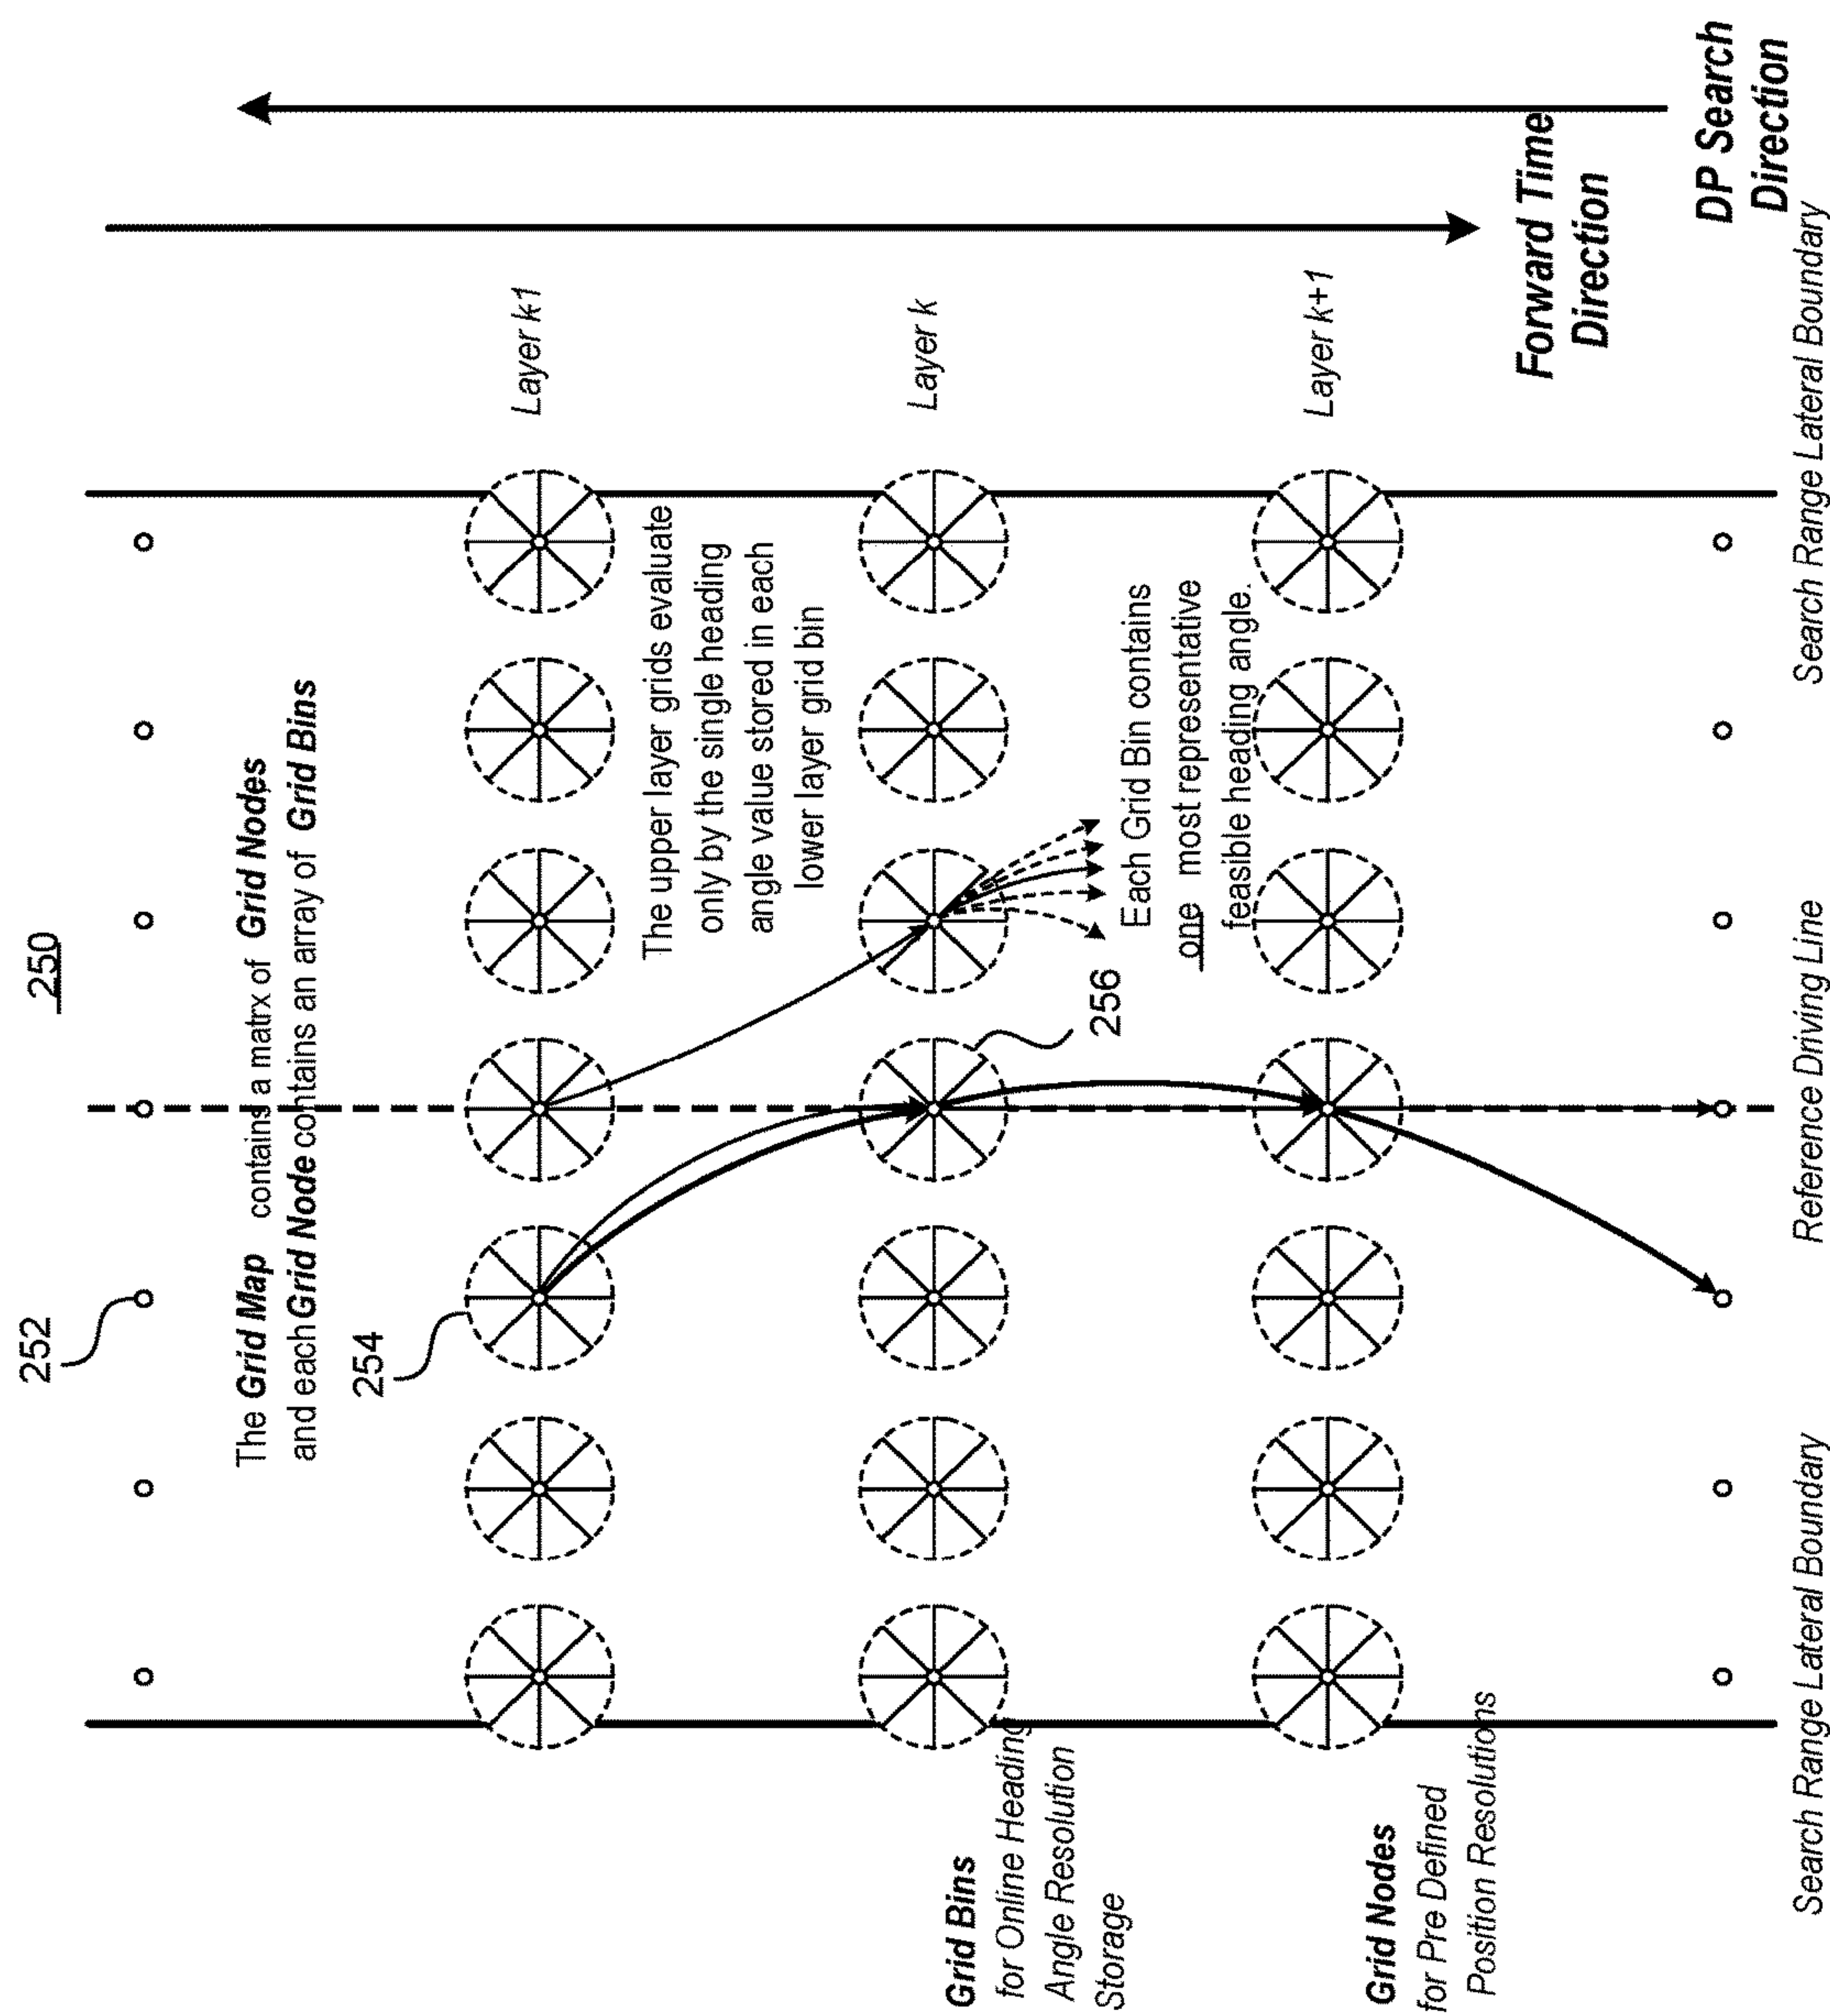 250
252
The Grid Map contains a matrx of Grid Nodes
and each Grid Node contains an array of Grid Bins
254
Layer k-1
The upper layer grids evaluate
only by the single heading
angle value stored in each
lower layer grid bin
Layer k
Grid Bins
for Online Heading
Angle Resolution
Storage
256
Each Grid Bin contains
one most representative
feasible heading angle.
Layer k+1
Grid Nodes
for Pre Defined
Position Resolutions
Forward Time
Direction
DP Search
Direction
Search Range Lateral Boundary
Reference Driving Line
Search Range Lateral Boundary